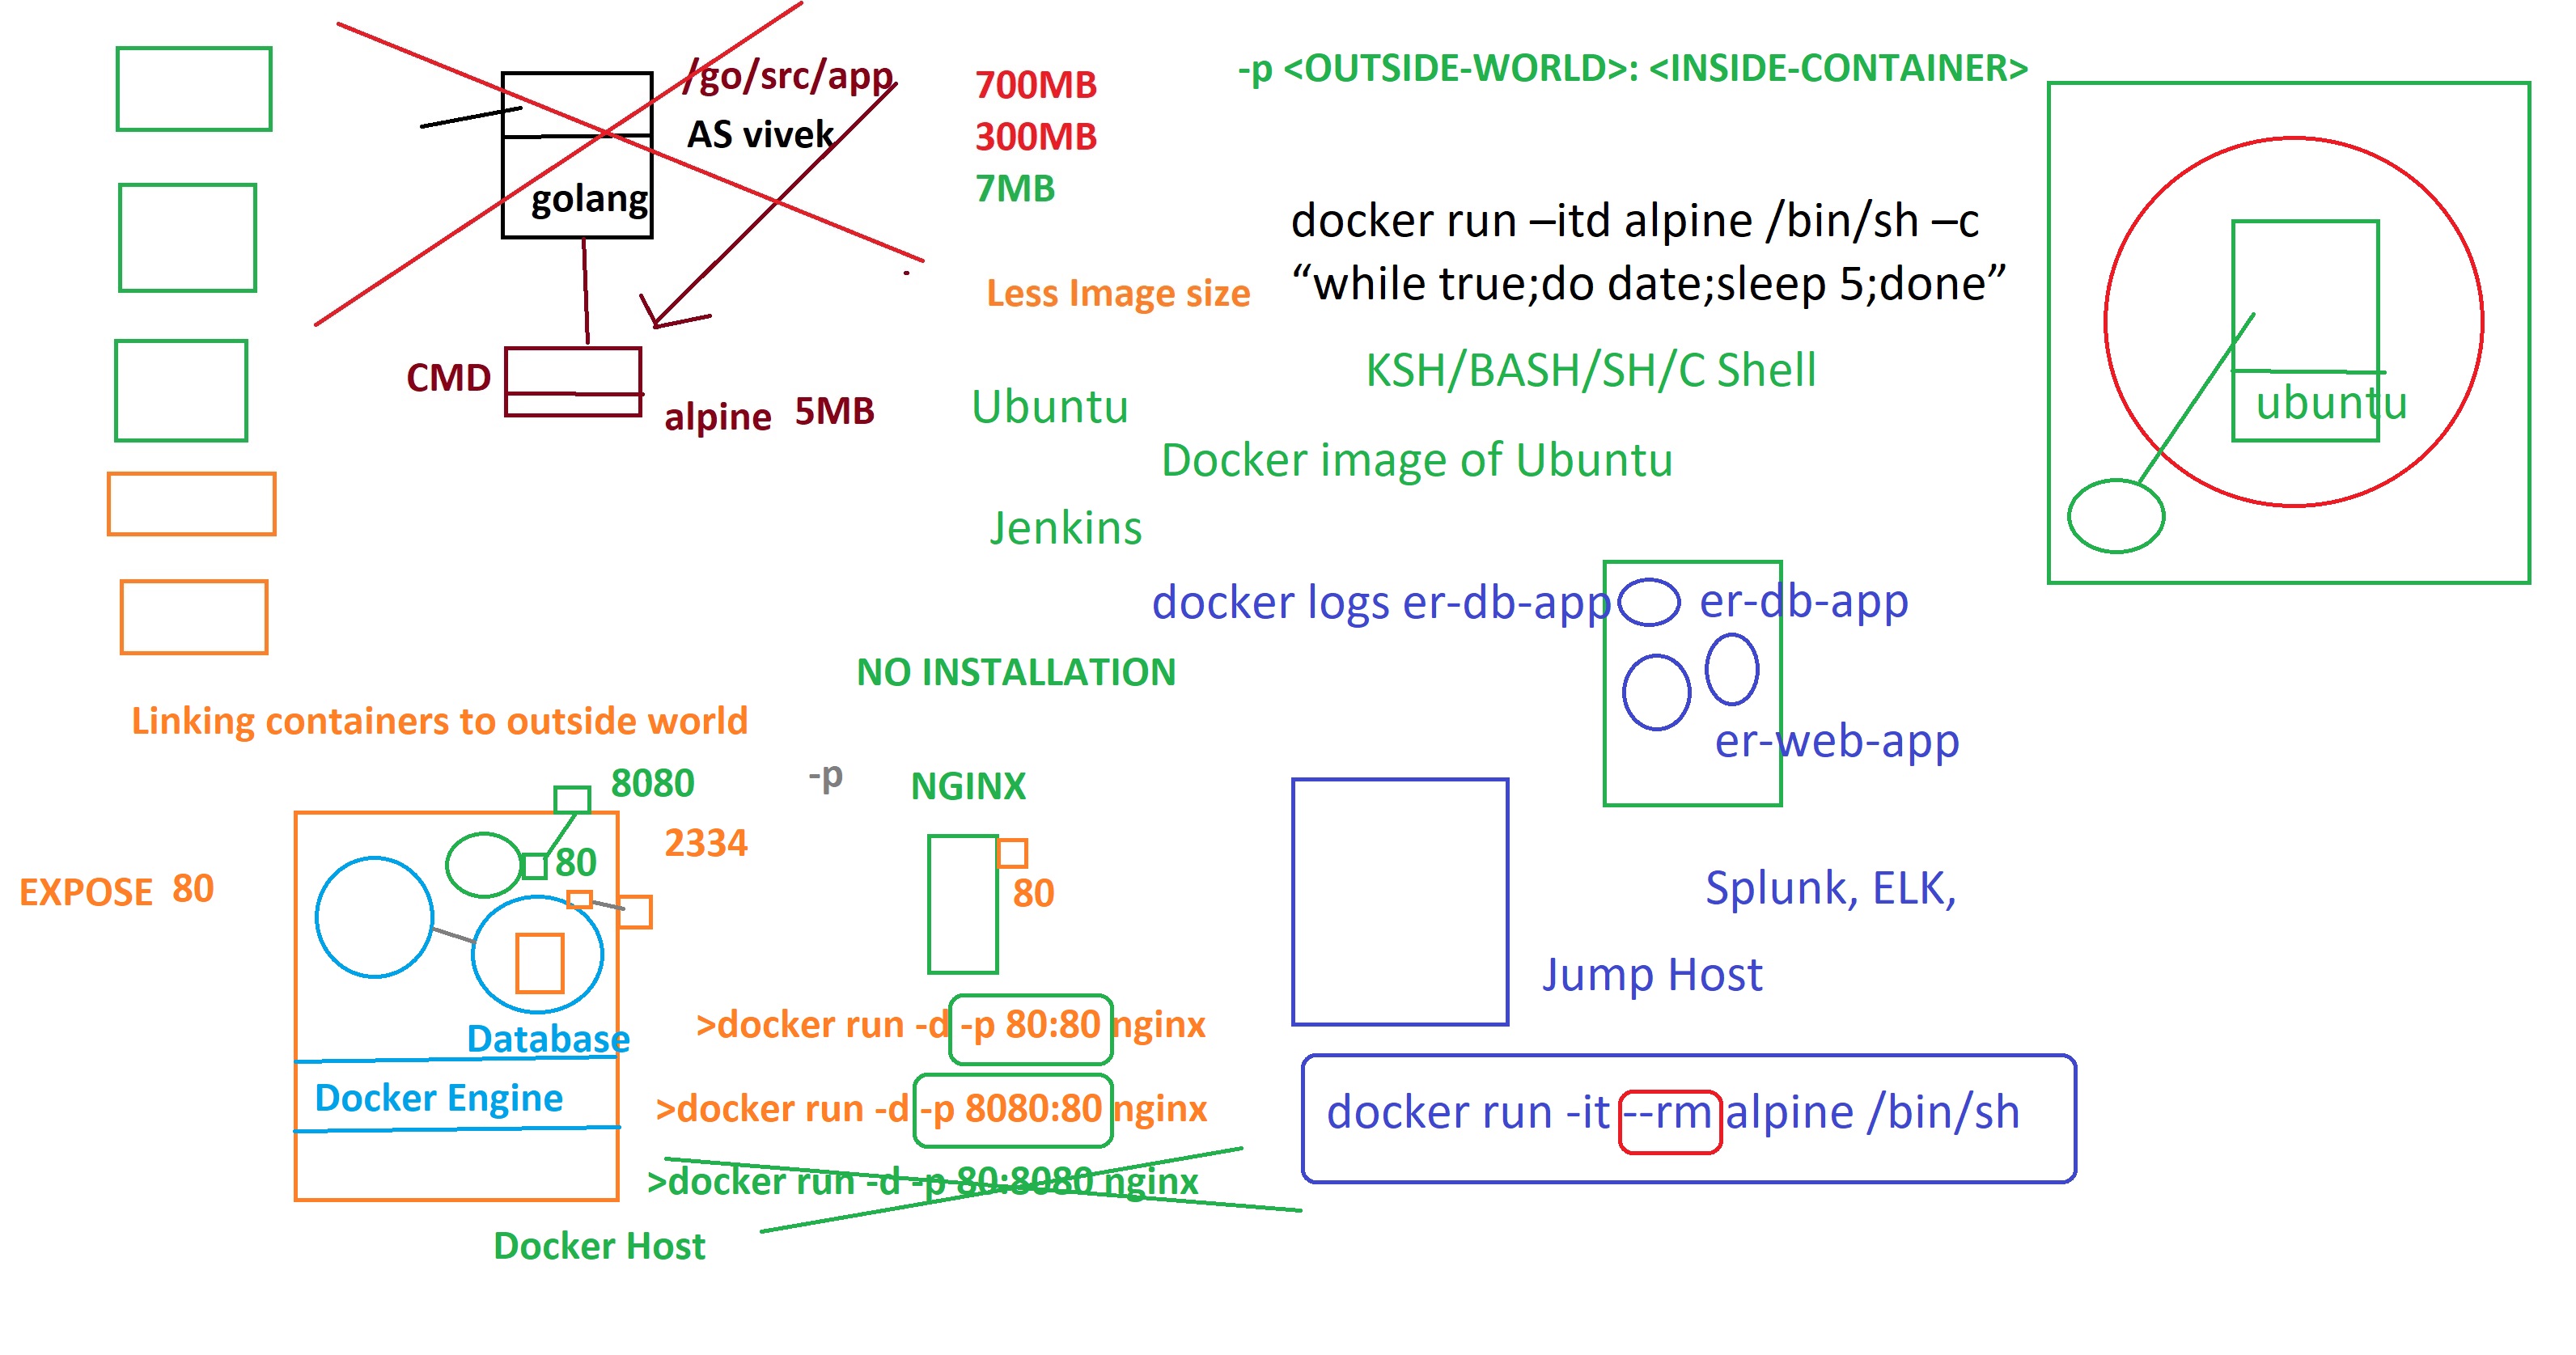 /go/src/app
AS vivek
golang
CMD
alpine 5MB
700MB
300MB
7MB
Less Image size
-p <OUTSIDE-WORLD>: <INSIDE-CONTAINER>
docker run –itd alpine /bin/sh –c
“while true;do date;sleep 5;done”
KSH/BASH/SH/C Shell
Ubuntu
Docker image of Ubuntu
Jenkins
ubuntu
docker logs er-db-app
er-db-app
er-web-app
NO INSTALLATION
Linking containers to outside world
8080
-p
NGINX
2334
80
EXPOSE 80
80
Database
Docker Engine
>docker run -d -p 80:80 nginx
>docker run -d -p 8080:80 nginx
>docker run -d -p 80:8080 nginx
Docker Host
Splunk, ELK,
Jump Host
docker run -it --rm alpine /bin/sh